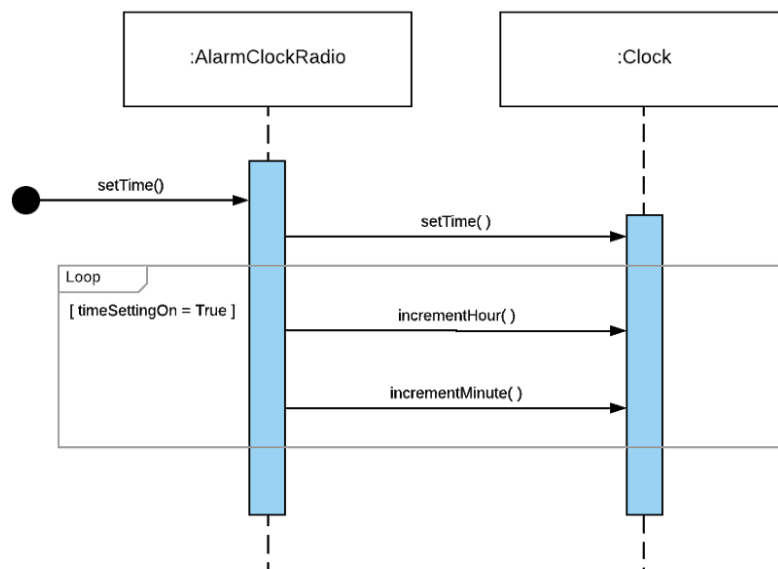 :AlarmClockRadio
:Clock
setTime()
setTime( )
Loop
[ timeSettingOn = True ]
incrementHour( )
incrementMinute( )